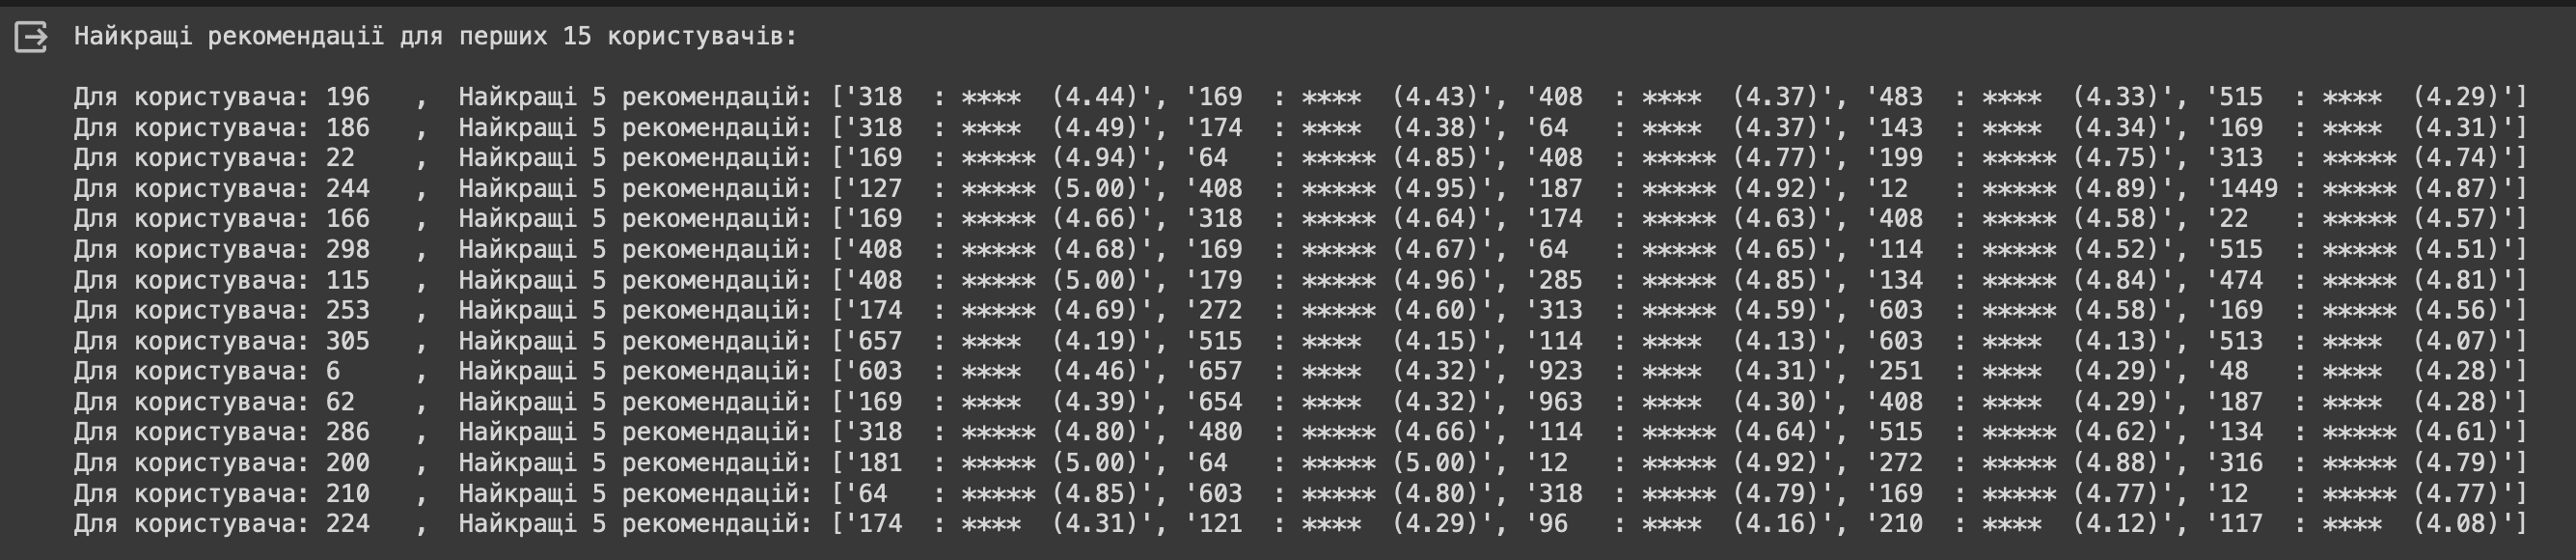 Найкращі рекомендації для перших 15 користувачів:
Для користувача: 196   ,  Найкращі 5 рекомендацій: ['318  : ****  (4.44)', '169  : ****  (4.43)', '408  : ****  (4.37)', '483  : ****  (4.33)', '515  : ****  (4.29)']
Для користувача: 186   ,  Найкращі 5 рекомендацій: ['318  : ****  (4.49)', '174  : ****  (4.38)', '64   : ****  (4.37)', '143  : ****  (4.34)', '169  : ****  (4.31)']
Для користувача: 22    ,  Найкращі 5 рекомендацій: ['169  : ***** (4.94)', '64   : ***** (4.85)', '408  : ***** (4.77)', '199  : ***** (4.75)', '313  : ***** (4.74)']
Для користувача: 244   ,  Найкращі 5 рекомендацій: ['127  : ***** (5.00)', '408  : ***** (4.95)', '187  : ***** (4.92)', '12   : ***** (4.89)', '1449 : ***** (4.87)']
Для користувача: 166   ,  Найкращі 5 рекомендацій: ['169  : ***** (4.66)', '318  : ***** (4.64)', '174  : ***** (4.63)', '408  : ***** (4.58)', '22   : ***** (4.57)']
Для користувача: 298   ,  Найкращі 5 рекомендацій: ['408  : ***** (4.68)', '169  : ***** (4.67)', '64   : ***** (4.65)', '114  : ***** (4.52)', '515  : ***** (4.51)']
Для користувача: 115   ,  Найкращі 5 рекомендацій: ['408  : ***** (5.00)', '179  : ***** (4.96)', '285  : ***** (4.85)', '134  : ***** (4.84)', '474  : ***** (4.81)']
Для користувача: 253   ,  Найкращі 5 рекомендацій: ['174  : ***** (4.69)', '272  : ***** (4.60)', '313  : ***** (4.59)', '603  : ***** (4.58)', '169  : ***** (4.56)']
Для користувача: 305   ,  Найкращі 5 рекомендацій: ['657  : ****  (4.19)', '515  : ****  (4.15)', '114  : ****  (4.13)', '603  : ****  (4.13)', '513  : ****  (4.07)']
Для користувача: 6     ,  Найкращі 5 рекомендацій: ['603  : ****  (4.46)', '657  : ****  (4.32)', '923  : ****  (4.31)', '251  : ****  (4.29)', '48   : ****  (4.28)']
Для користувача: 62    ,  Найкращі 5 рекомендацій: ['169  : ****  (4.39)', '654  : ****  (4.32)', '963  : ****  (4.30)', '408  : ****  (4.29)', '187  : ****  (4.28)']
Для користувача: 286   ,  Найкращі 5 рекомендацій: ['318  : ***** (4.80)', '480  : ***** (4.66)', '114  : ***** (4.64)', '515  : ***** (4.62)', '134  : ***** (4.61)']
Для користувача: 200   ,  Найкращі 5 рекомендацій: ['181  : ***** (5.00)', '64   : ***** (5.00)', '12   : ***** (4.92)', '272  : ***** (4.88)', '316  : ***** (4.79)']
Для користувача: 210   ,  Найкращі 5 рекомендацій: ['64   : ***** (4.85)', '603  : ***** (4.80)', '318  : ***** (4.79)', '169  : ***** (4.77)', '12   : ***** (4.77)']
Для користувача: 224   ,  Найкращі 5 рекомендацій: ['174  : ****  (4.31)', '121  : ****  (4.29)', '96   : ****  (4.16)', '210  : ****  (4.12)', '117  : ****  (4.08)']